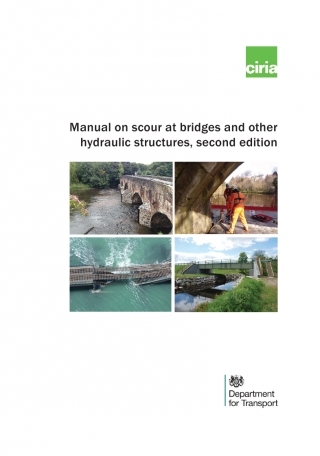 ciria
Manual on scour at bridges and other
hydraulic structures, second edition
Department
for Transport